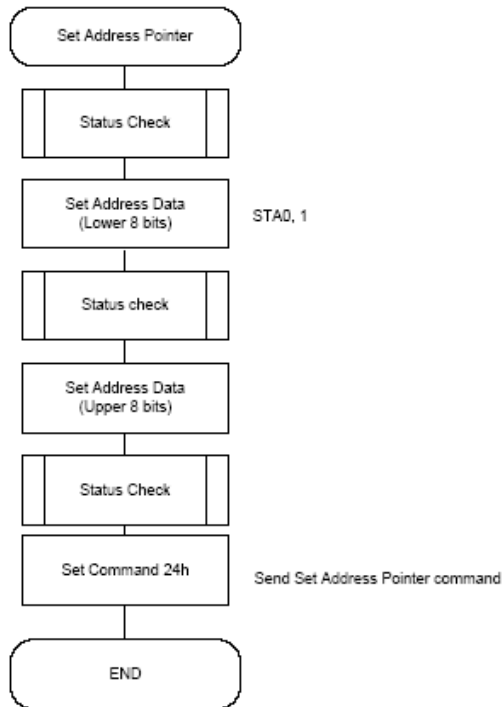 Set Address Pointer
Status Check
Set Address Data
(Lower 8 bits)
STA0, 1
Status check
Set Address Data
(Upper 8 bits)
Status Check
Set Command 24h
Send Set Address Pointer command
END